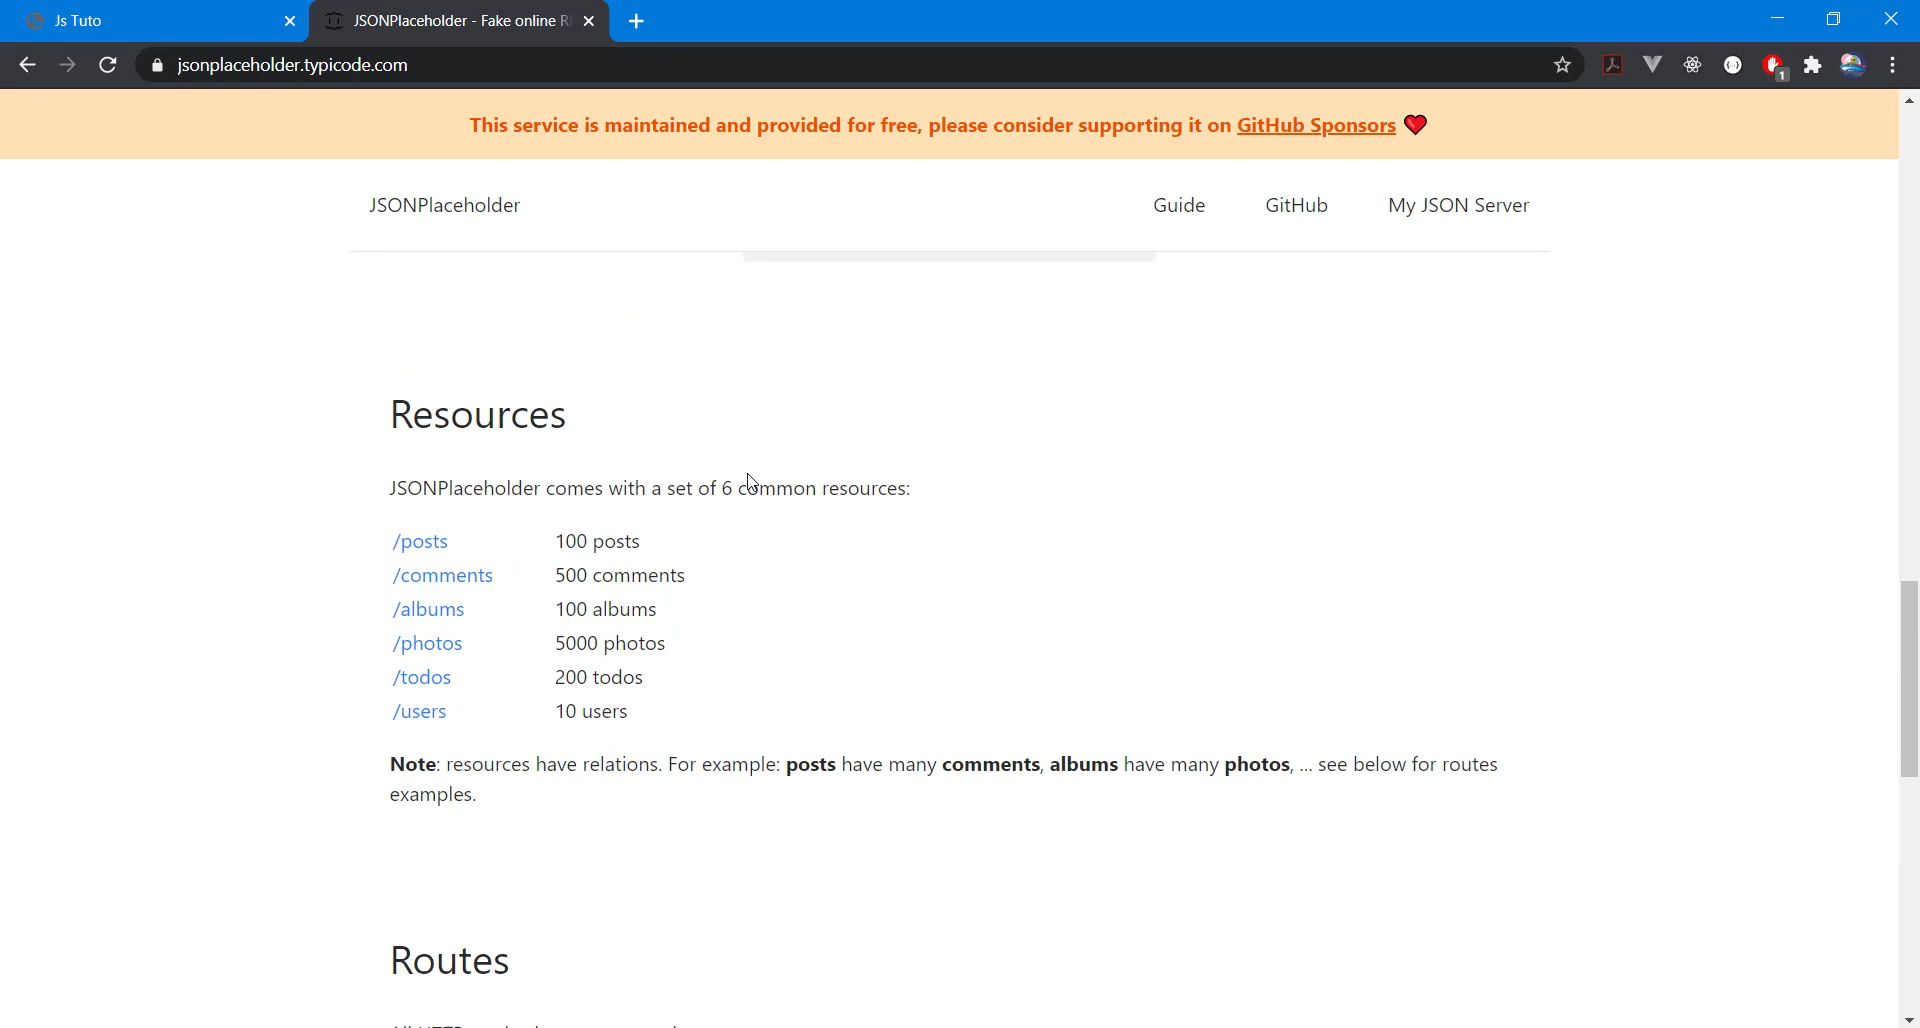 Js Tuto
JSONPlaceholder - Fake online R
jsonplaceholder.typicode.com
1
This service is maintained and provided for free, please consider supporting it on GitHub Sponsors ❤
JSONPlaceholder
Guide
GitHub
My JSON Server
Resources
JSONPlaceholder comes with a set of 6 common resources:
/posts 100 posts
/comments 500 comments
/albums 100 albums
/photos 5000 photos
/todos 200 todos
/users 10 users
Note: resources have relations. For example: posts have many comments, albums have many photos, ... see below for routes
examples.
Routes